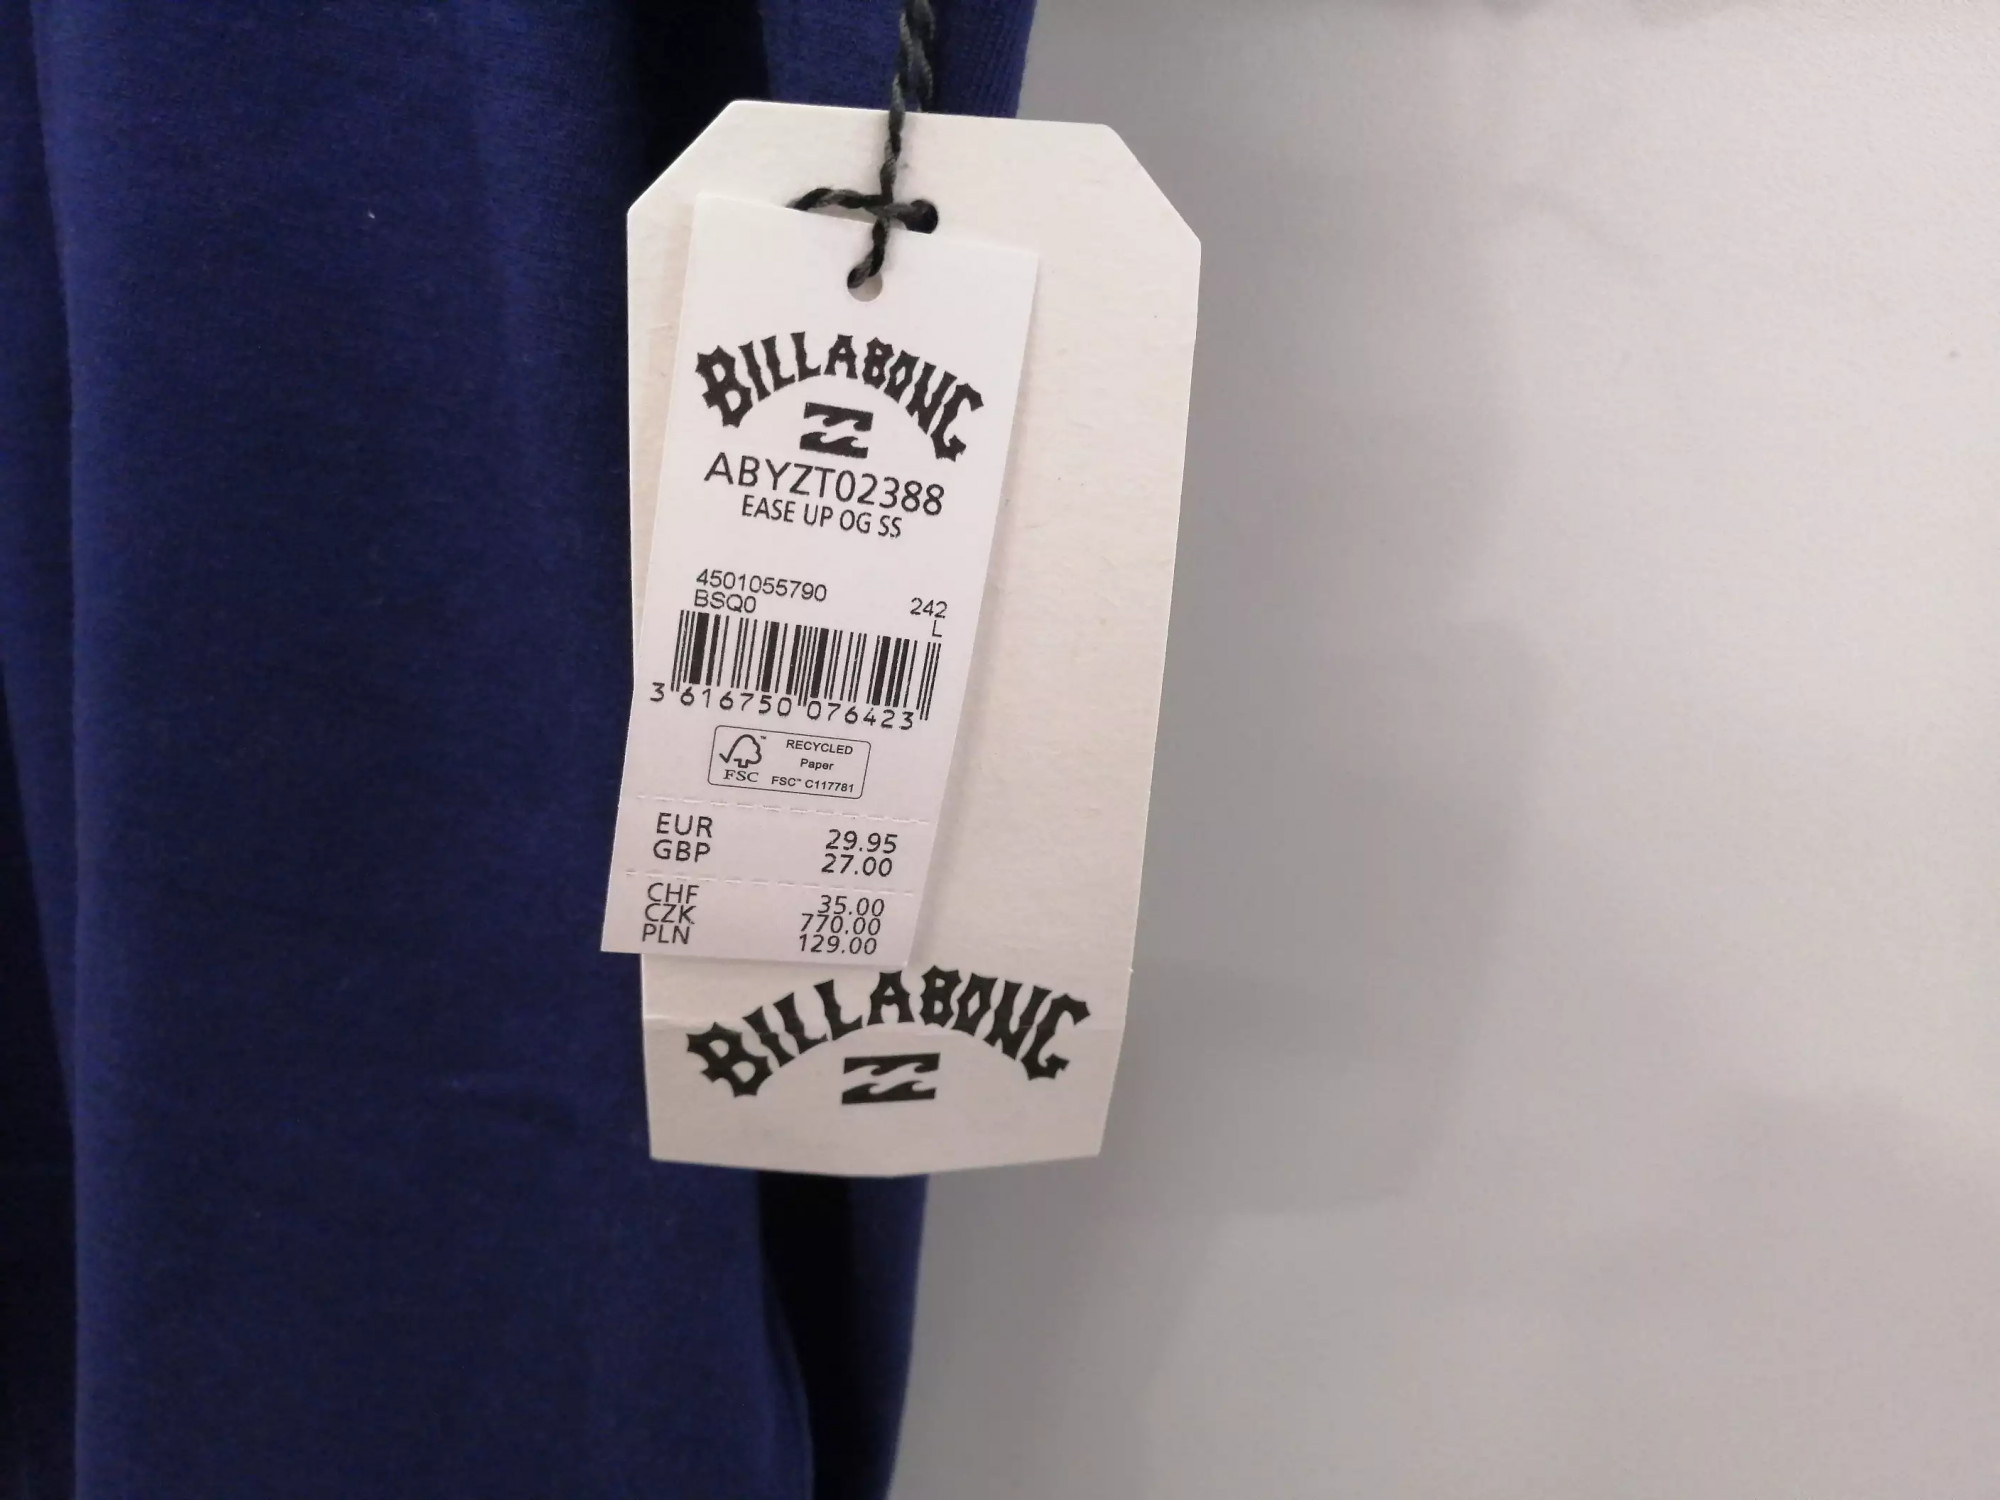 BILLABONG
ABYZT02388
EASE UP OG SS
4501055790 242
BSQ0 L
3 616750 076423
FSC™ RECYCLED
Paper
FSC™ C117781
EUR 29.95
GBP 27.00
CHF 35.00
CZK 770.00
PLN 129.00
BILLABONG